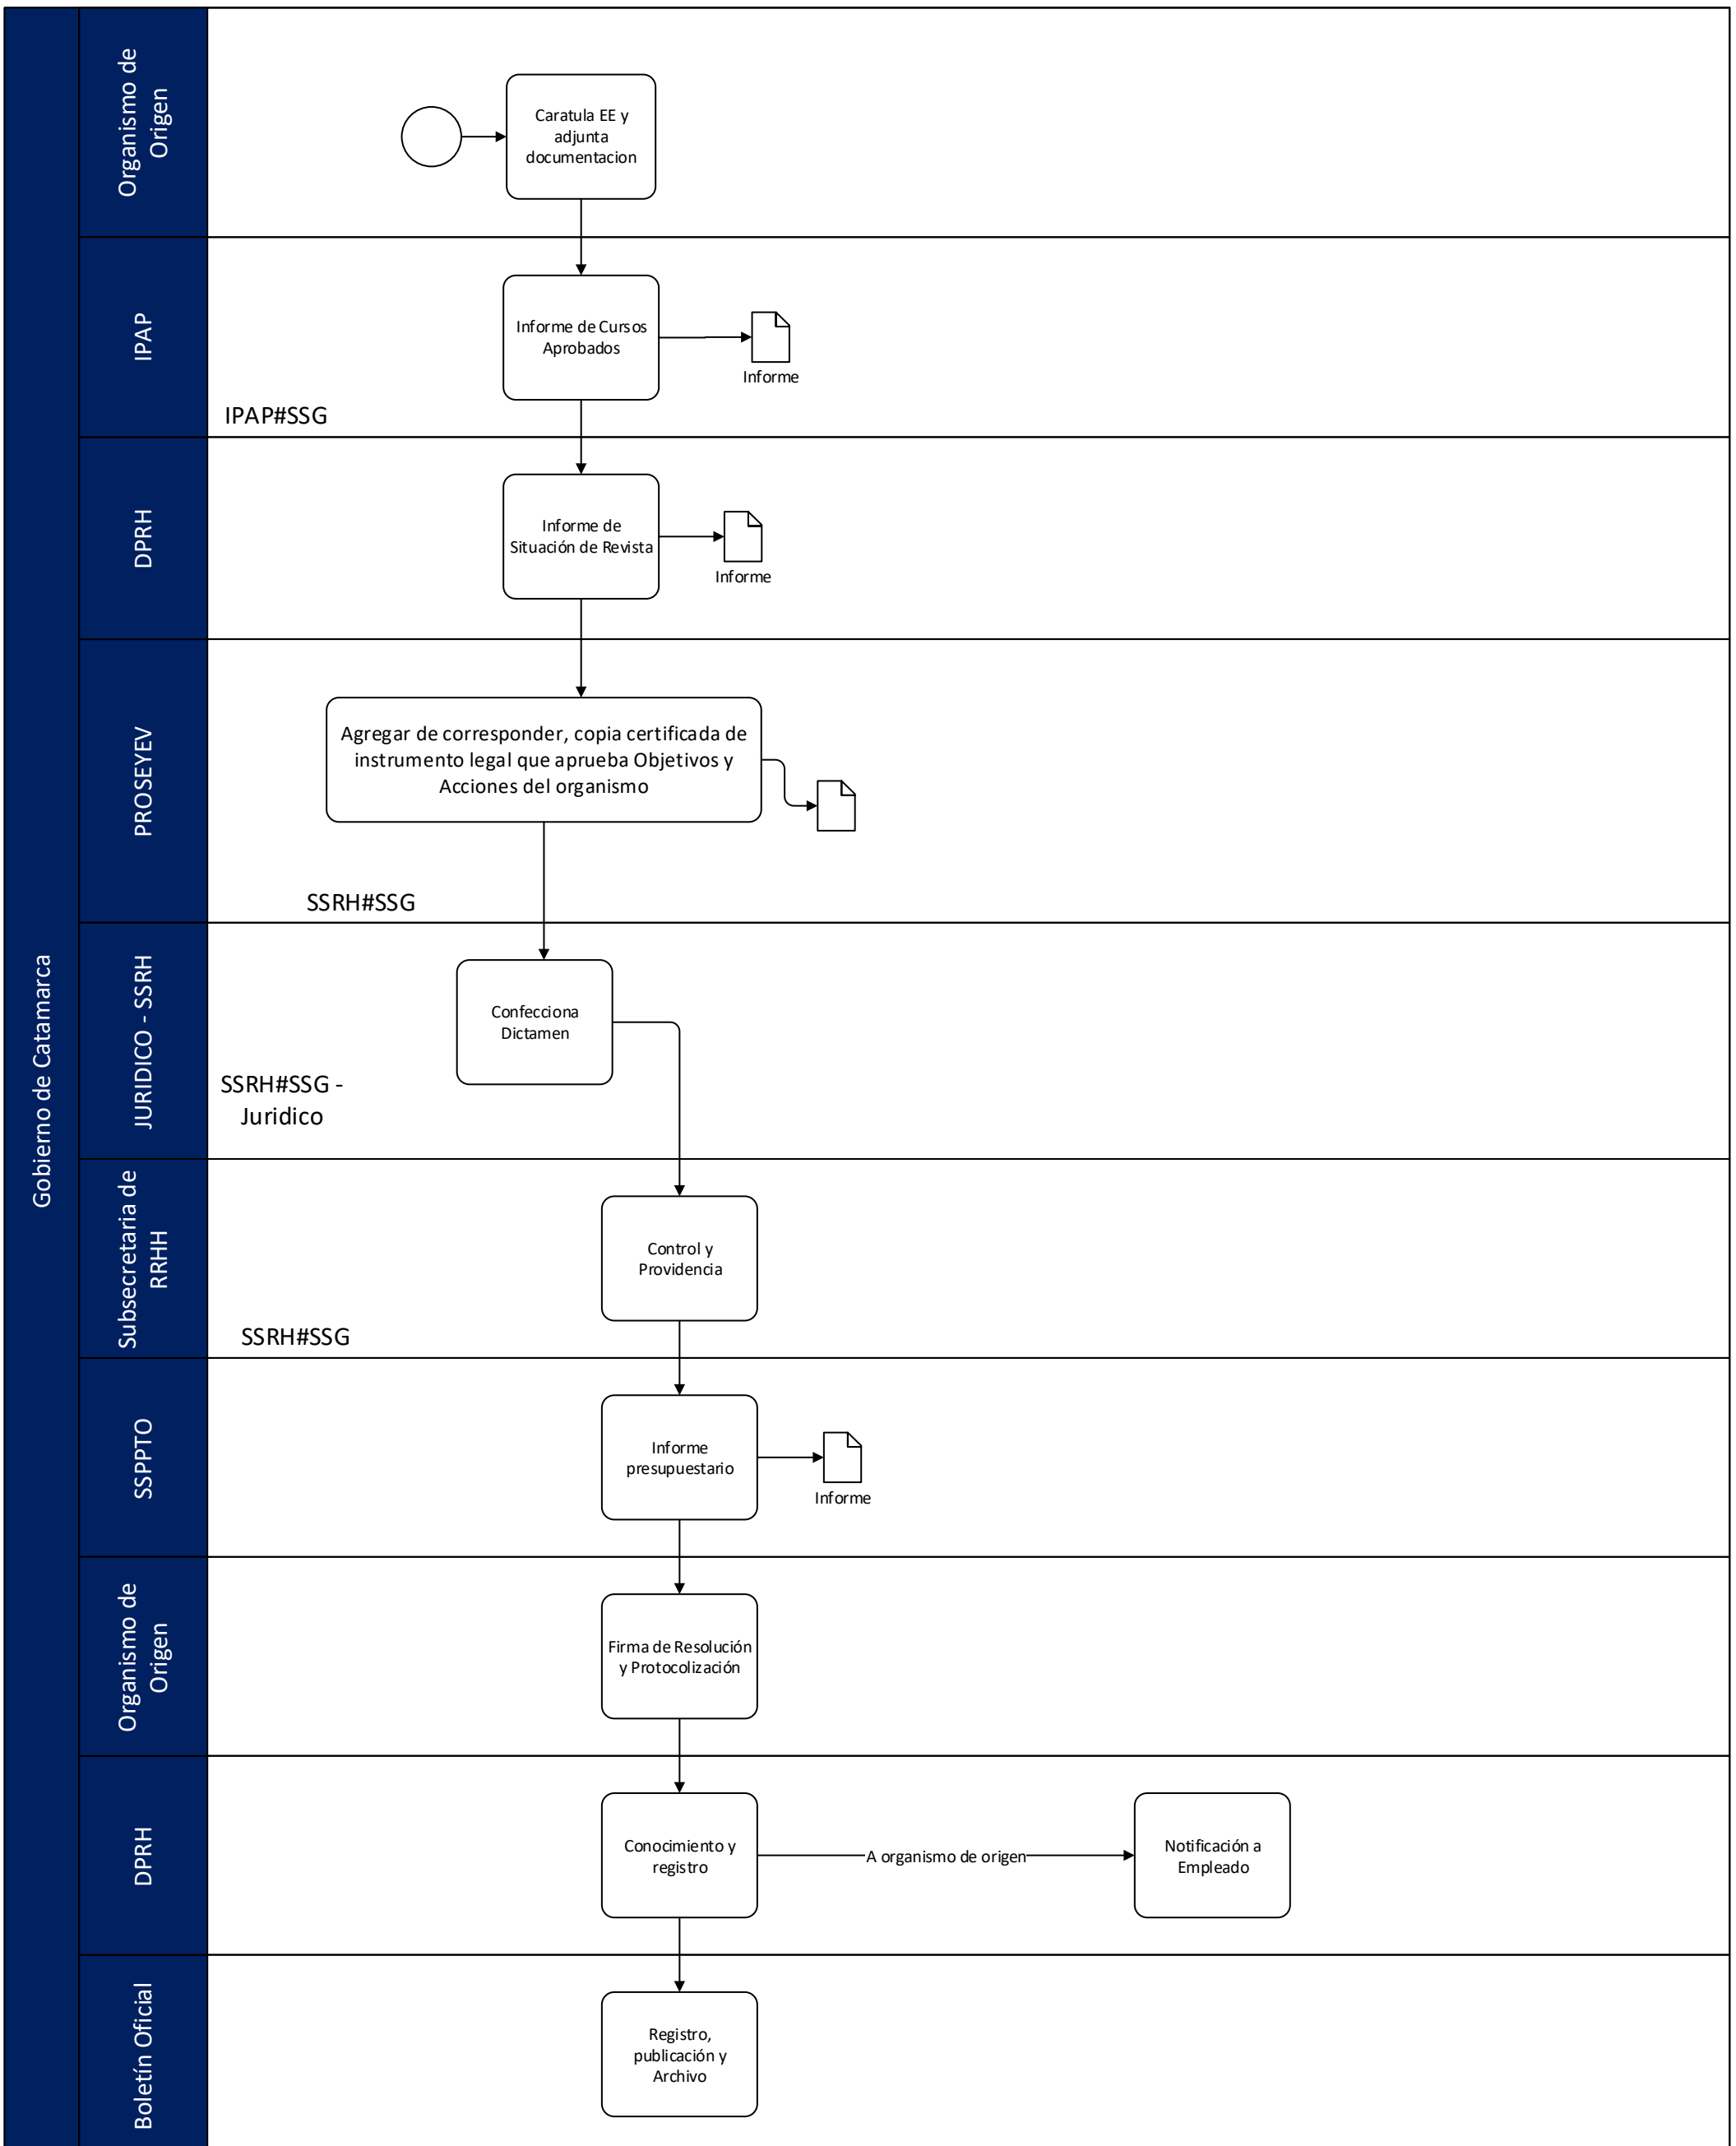 Gobierno de Catamarca
Organismo de
Origen
Caratula EE y
adjunta
documentacion
IPAP
Informe de Cursos
Aprobados
Informe
IPAP#SSG
DPRH
Informe de
Situación de Revista
Informe
PROSEYEV
Agregar de corresponder, copia certificada de
instrumento legal que aprueba Objetivos y
Acciones del organismo
SSRH#SSG
JURIDICO - SSRH
Confecciona
Dictamen
SSRH#SSG -
Juridico
Subsecretaria de
RRHH
Control y
Providencia
SSRH#SSG
SSPPTO
Informe
presupuestario
Informe
Organismo de
Origen
Firma de Resolución
y Protocolización
DPRH
Conocimiento y
registro
A organismo de origen
Notificación a
Empleado
Boletín Oficial
Registro,
publicación y
Archivo